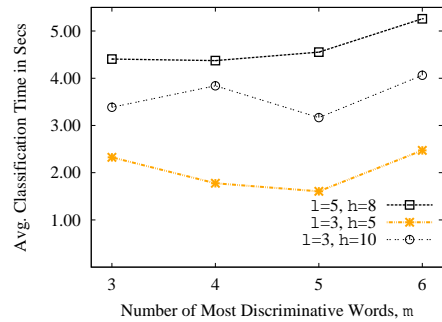 Avg. Classification Time in Secs
5.00
4.00
3.00
2.00
1.00
l=5, h=8
l=3, h=5
l=3, h=10
3 4 5 6
Number of Most Discriminative Words, m